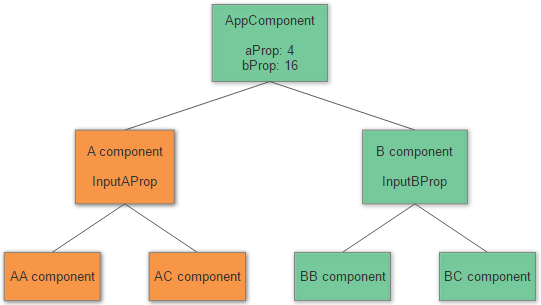 AppComponent
aProp: 4
bProp: 16
A component
InputAProp
B component
InputBProp
AA component
AC component
BB component
BC component